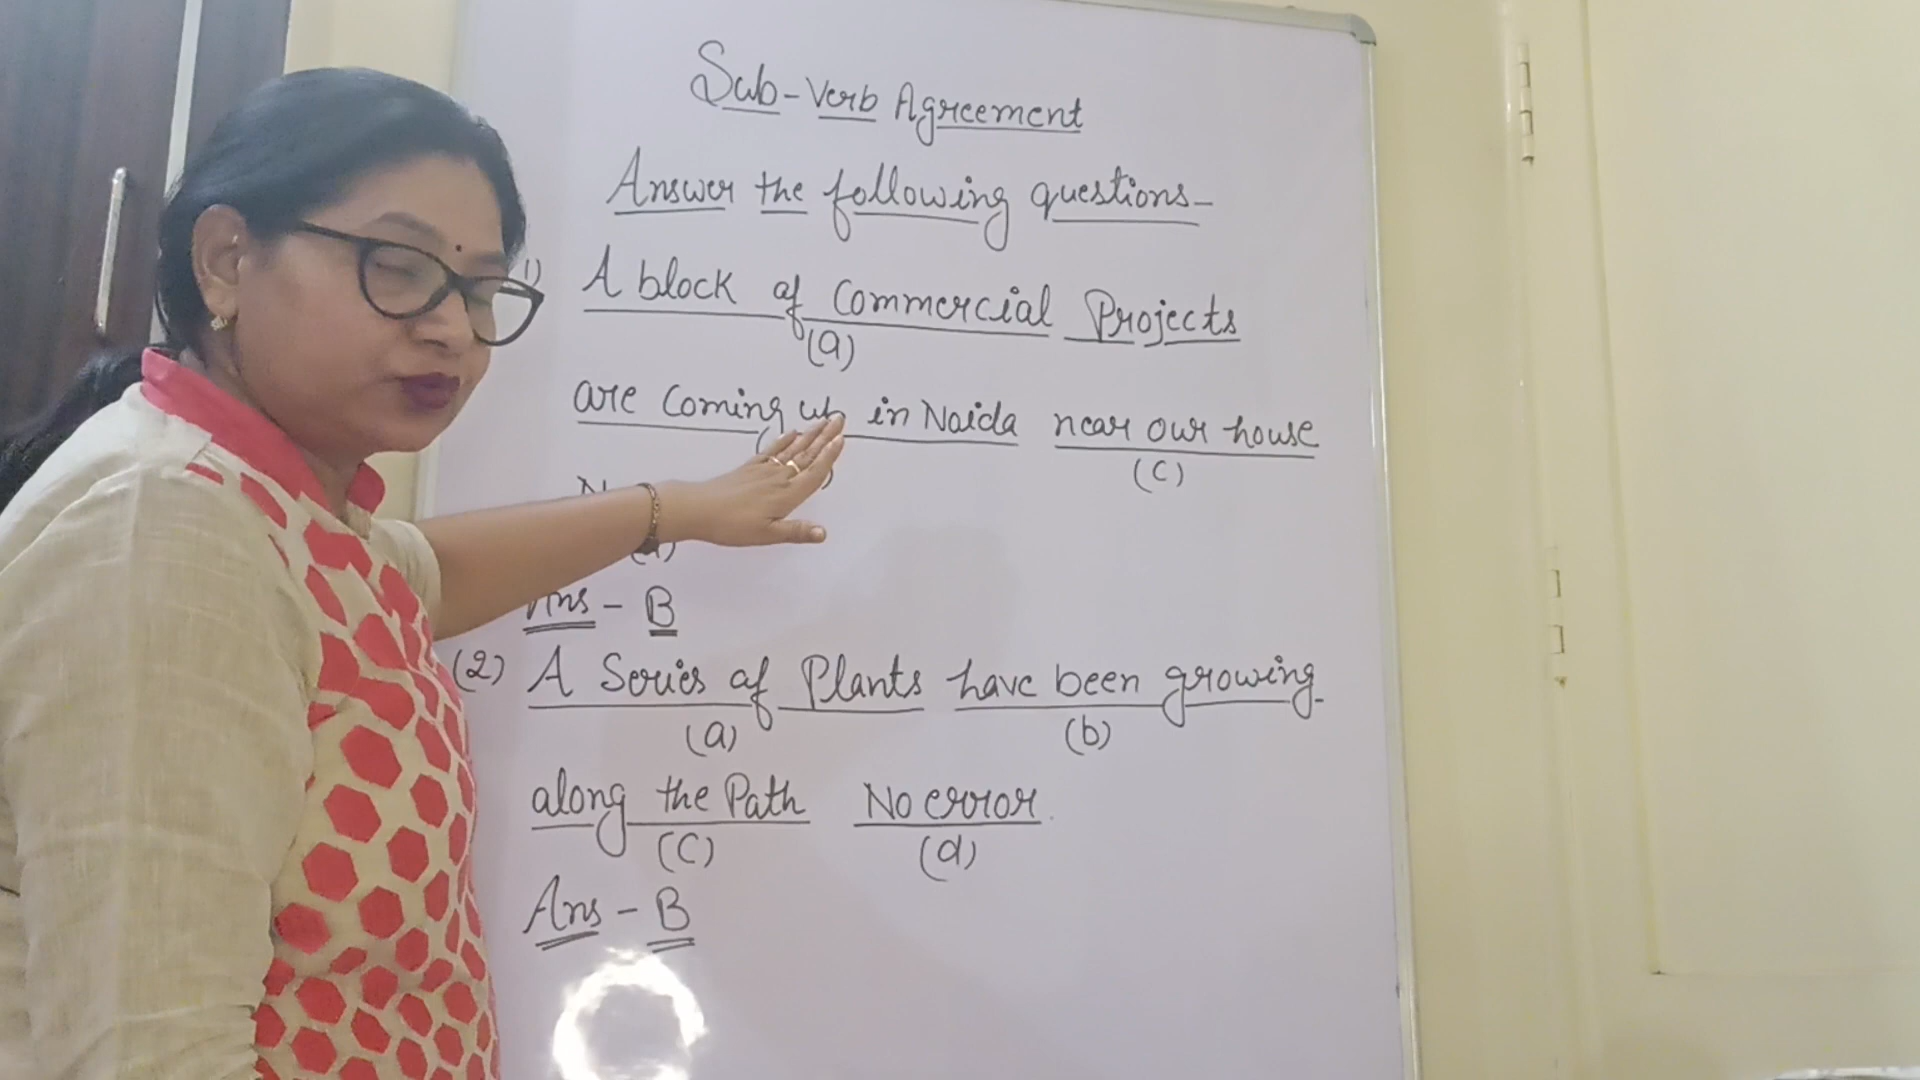 Sub-Verb Agreement
Answer the following questions-
1) A block of Commercial Projects
(a)
are coming up in Noida near our house
(c)
(d)
Ans - B
(2) A Series of Plants have been growing
(a) (b)
along the Path No error
(C) (d)
Ans - B